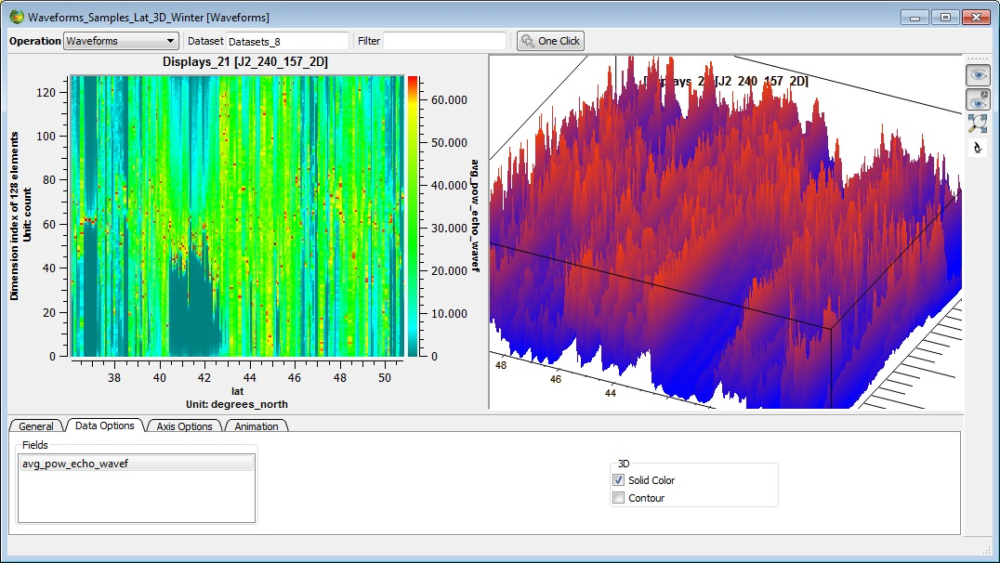 Waveforms_Samples_Lat_3D_Winter [Waveforms]
Operation Waveforms Dataset Datasets_8 Filter One Click
Displays_21 [J2_240_157_2D]
120
100
80
60
40
20
0
Dimension index of 128 elements
Unit: count
38 40 42 44 46 48 50
lat
Unit: degrees_north
60.000
50.000
40.000
30.000
20.000
10.000
0
avg_pow_echo_wavef
[J2_240_157_2D]
48
46
44
General Data Options Axis Options Animation
Fields
avg_pow_echo_wavef
3D
Solid Color
Contour